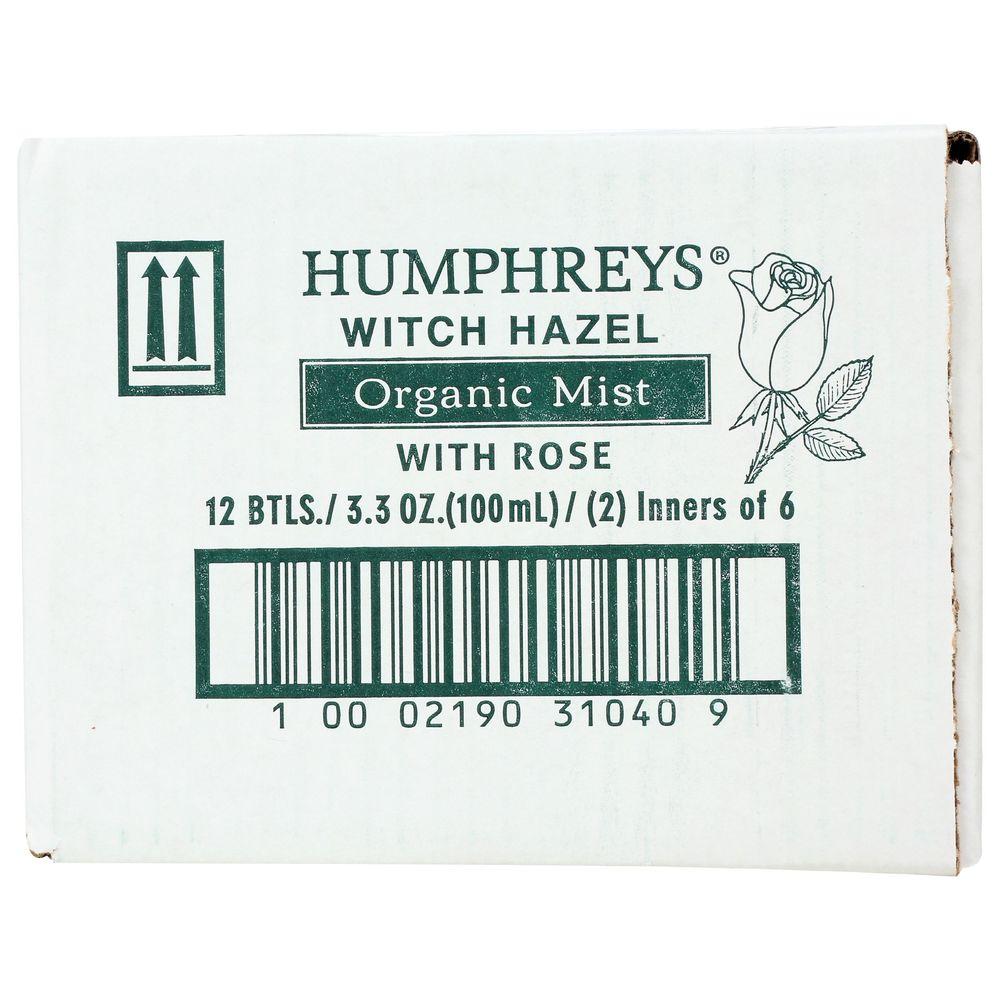 HUMPHREYS®
WITCH HAZEL
Organic Mist
WITH ROSE
12 BTLS./ 3.3 OZ.(100mL) / (2) Inners of 6
1 00 02190 31040 9